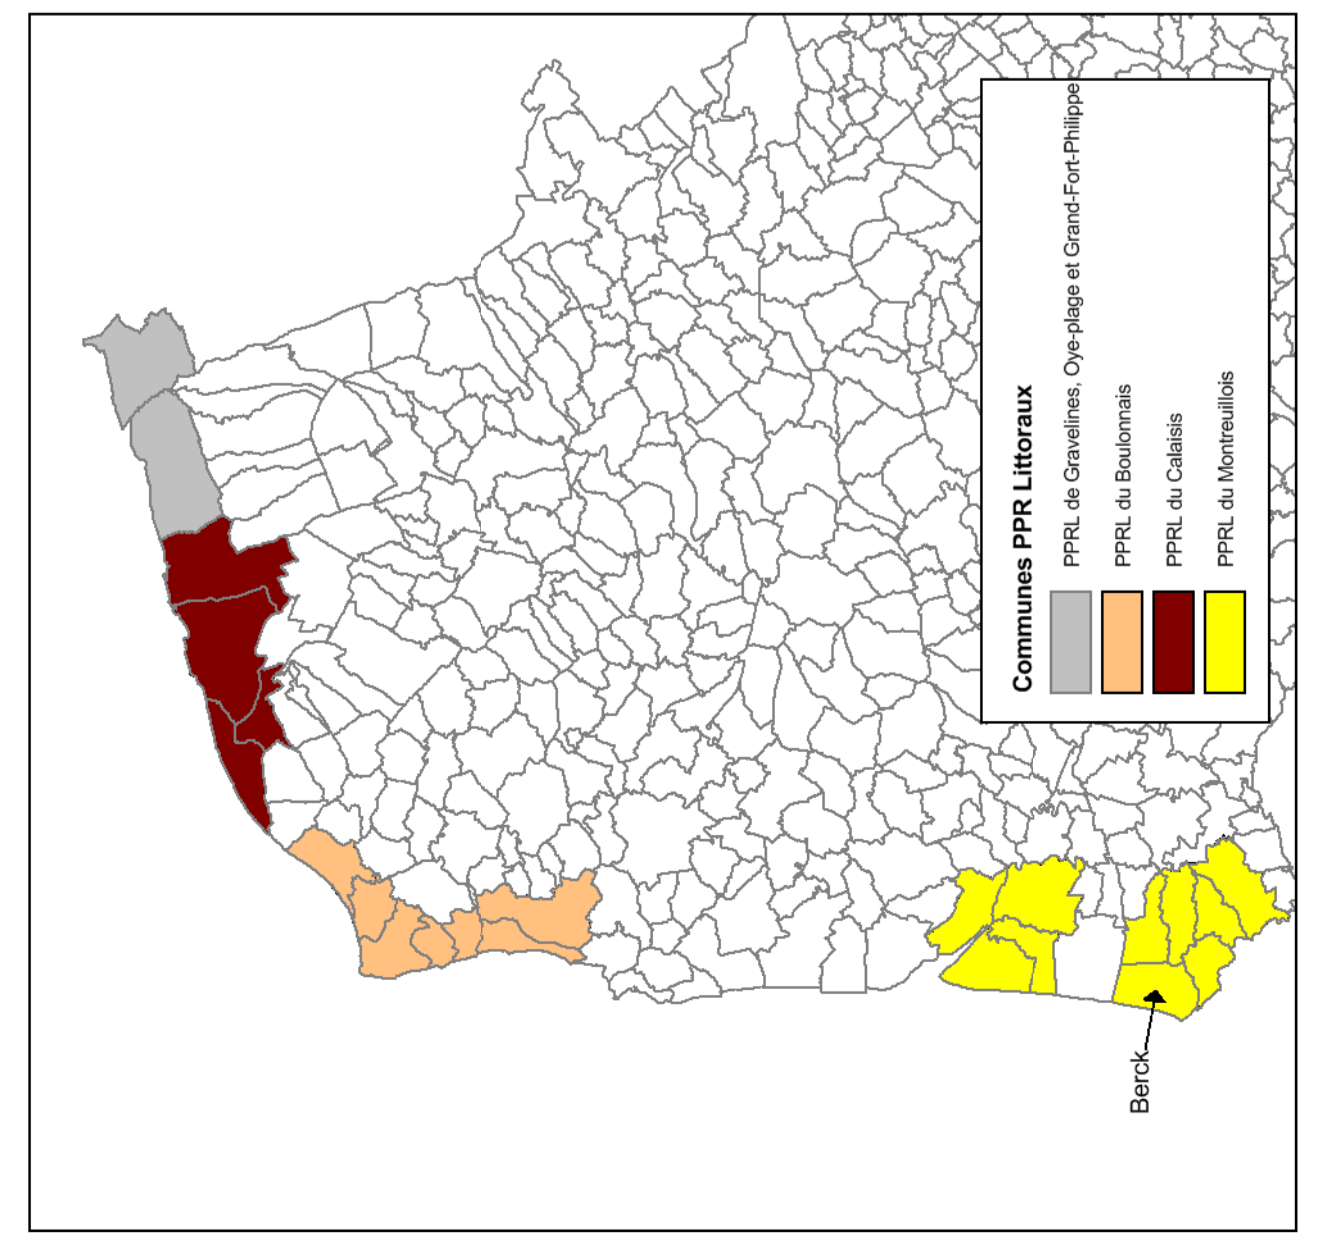 Communes PPR Littoraux
PPRL de Gravelines, Oye-plage et Grand-Fort-Philippe
PPRL du Boulonnais
PPRL du Calaisis
PPRL du Montreuillois
Berck